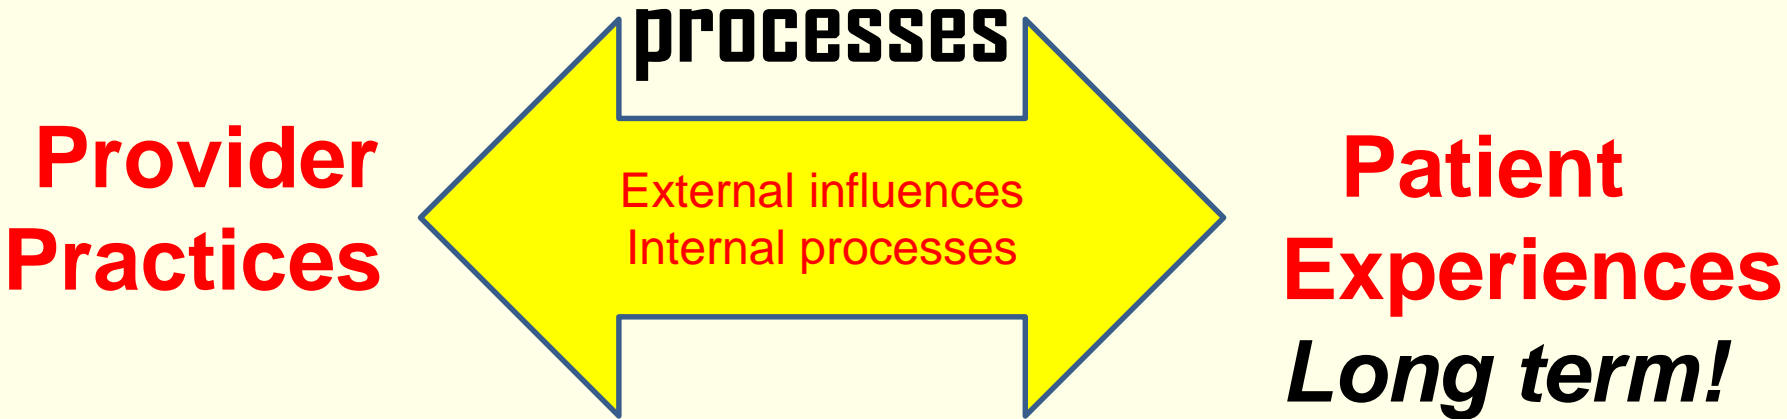 processes
Provider
Practices
External influences
Internal processes
Patient
Experiences
Long term!